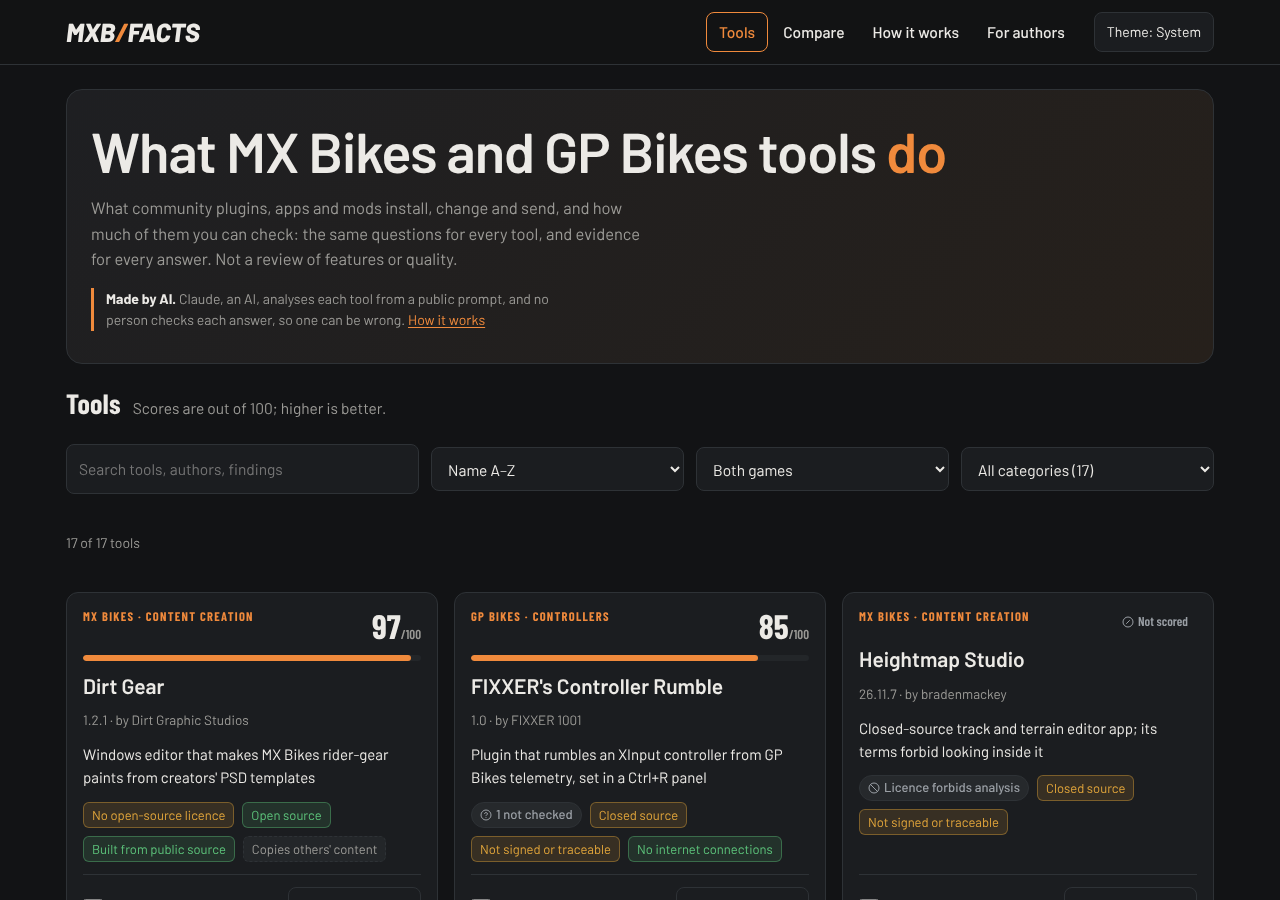 MXB/FACTS
Tools
Compare
How it works
For authors
Theme: System
What MX Bikes and GP Bikes tools do
What community plugins, apps and mods install, change and send, and how
much of them you can check: the same questions for every tool, and evidence
for every answer. Not a review of features or quality.
Made by AI. Claude, an AI, analyses each tool from a public prompt, and no
person checks each answer, so one can be wrong. How it works
Tools
Scores are out of 100; higher is better.
Search tools, authors, findings
Name A–Z
Both games
All categories (17)
17 of 17 tools
MX BIKES · CONTENT CREATION
97/100
Dirt Gear
1.2.1 · by Dirt Graphic Studios
Windows editor that makes MX Bikes rider-gear
paints from creators' PSD templates
No open-source licence
Open source
Built from public source
Copies others' content
GP BIKES · CONTROLLERS
85/100
FIXXER's Controller Rumble
1.0 · by FIXXER 1001
Plugin that rumbles an XInput controller from GP
Bikes telemetry, set in a Ctrl+R panel
1 not checked
Closed source
Not signed or traceable
No internet connections
MX BIKES · CONTENT CREATION
Not scored
Heightmap Studio
26.11.7 · by bradenmackey
Closed-source track and terrain editor app; its
terms forbid looking inside it
Licence forbids analysis
Closed source
Not signed or traceable